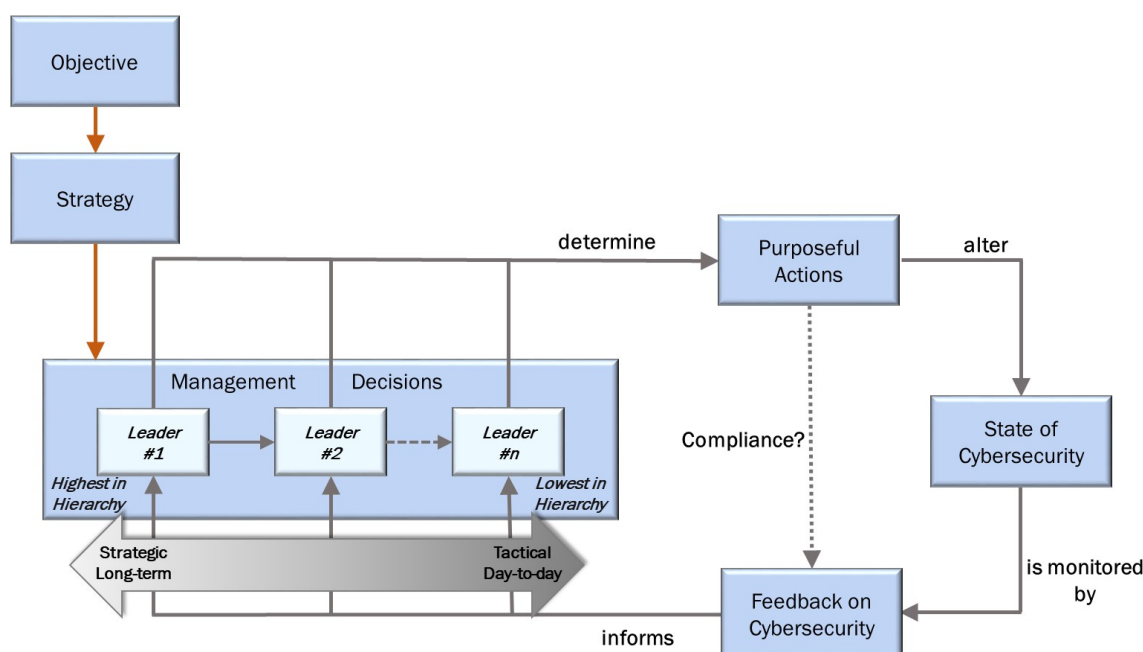 Objective
Strategy
determine
Purposeful
Actions
alter
Management Decisions
Leader
#1
Leader
#2
Leader
#n
Highest in
Hierarchy
Lowest in
Hierarchy
Compliance?
State of
Cybersecurity
Strategic
Long-term
Tactical
Day-to-day
is monitored
by
Feedback on
Cybersecurity
informs